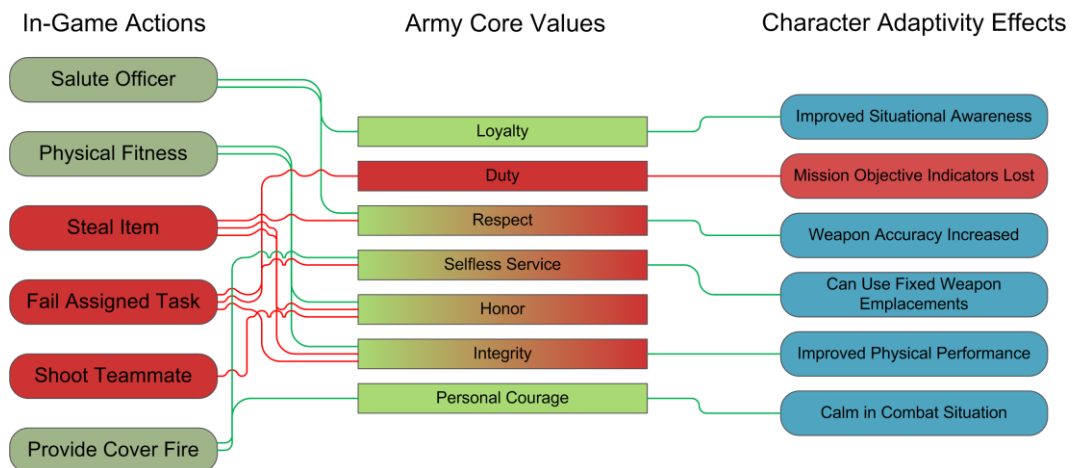 In-Game Actions
Army Core Values
Character Adaptivity Effects
Salute Officer
Physical Fitness
Steal Item
Fail Assigned Task
Shoot Teammate
Provide Cover Fire
Loyalty
Duty
Respect
Selfless Service
Honor
Integrity
Personal Courage
Improved Situational Awareness
Mission Objective Indicators Lost
Weapon Accuracy Increased
Can Use Fixed Weapon
Emplacements
Improved Physical Performance
Calm in Combat Situation